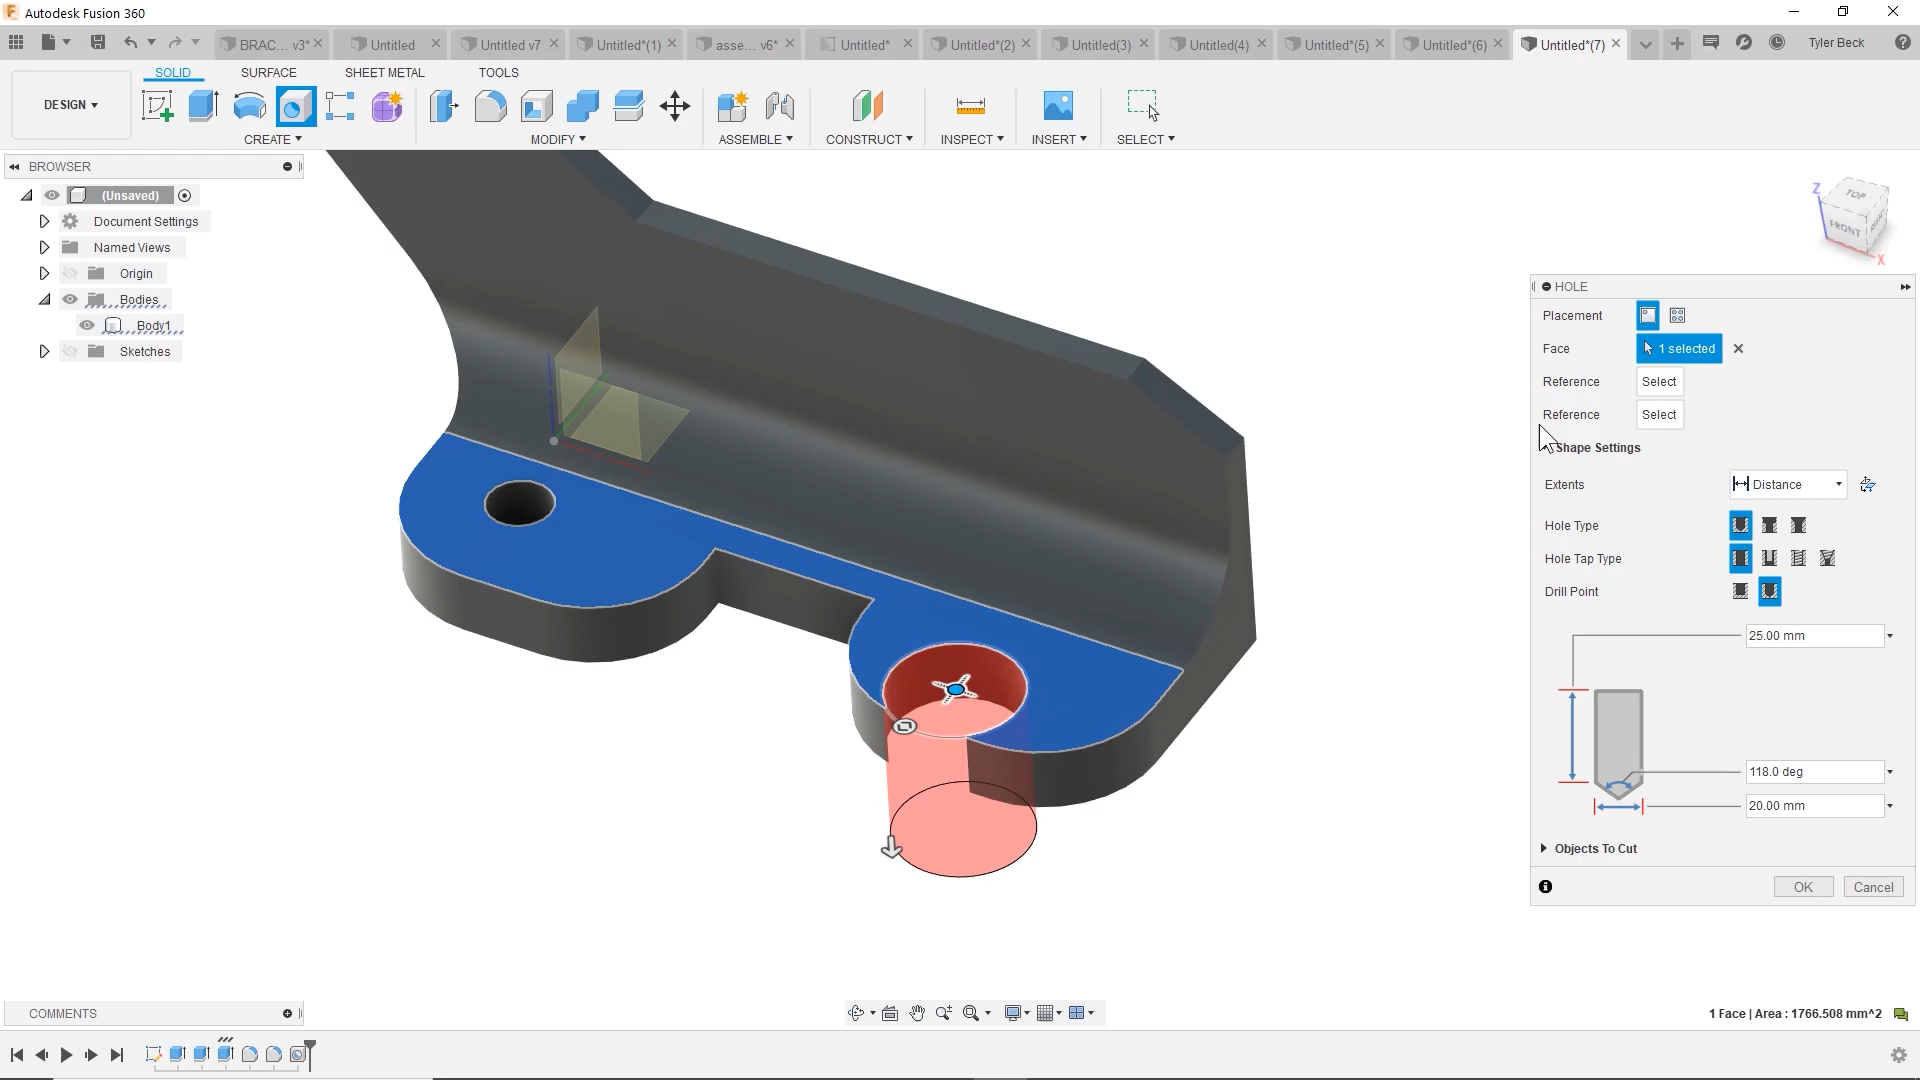 Autodesk Fusion 360
BRAC... v3*
Untitled
Untitled v7
Untitled*(1)
asse... v6*
Untitled*
Untitled*(2)
Untitled(3)
Untitled(4)
Untitled*(5)
Untitled*(6)
Untitled*(7)
Tyler Beck
SOLID
SURFACE
SHEET METAL
TOOLS
DESIGN
CREATE
MODIFY
ASSEMBLE
CONSTRUCT
INSPECT
INSERT
SELECT
BROWSER
(Unsaved)
Document Settings
Named Views
Origin
Bodies
Body1
Sketches
Z
TOP
FRONT
X
HOLE
Placement
Face
1 selected
Reference
Select
Reference
Select
Shape Settings
Extents
Distance
Hole Type
Hole Tap Type
Drill Point
25.00 mm
118.0 deg
20.00 mm
Objects To Cut
OK
Cancel
COMMENTS
1 Face | Area : 1766.508 mm^2